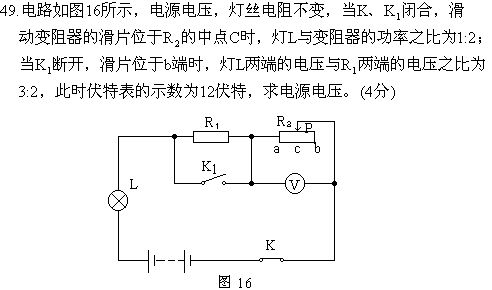 49.电路如图16所示，电源电压，灯丝电阻不变，当K、K1闭合，滑
动变阻器的滑片位于R2的中点C时，灯L与变阻器的功率之比为1:2；
当K1断开，滑片位于b端时，灯L两端的电压与R1两端的电压之比为
3:2，此时伏特表的示数为12伏特，求电源电压。(4分)
R1
R2
P
a c b
K1
V
L
K
图 16